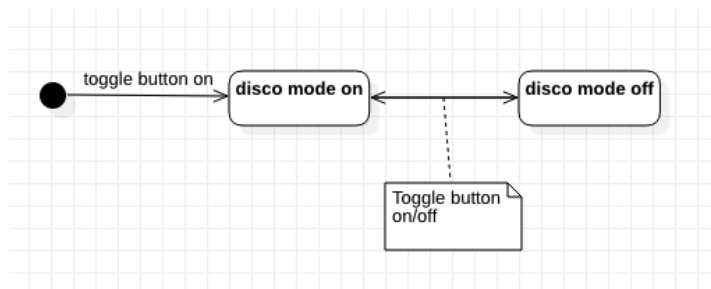 toggle button on
disco mode on
disco mode off
Toggle button
on/off